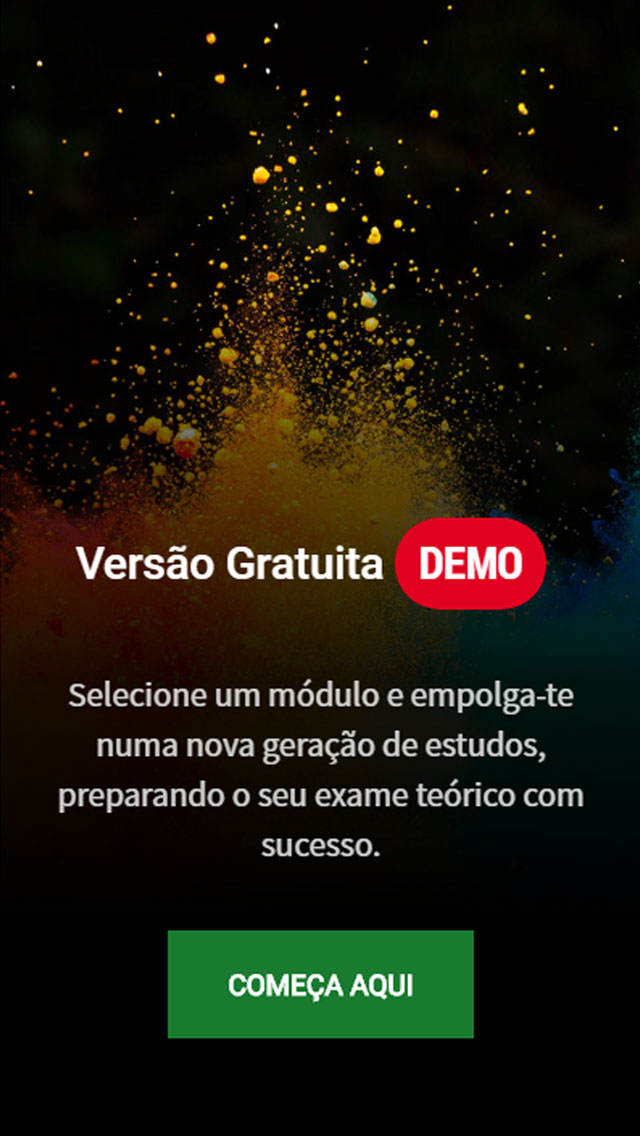 Versão Gratuita DEMO
Selecione um módulo e empolga-te
numa nova geração de estudos,
preparando o seu exame teórico com
sucesso.
COMEÇA AQUI